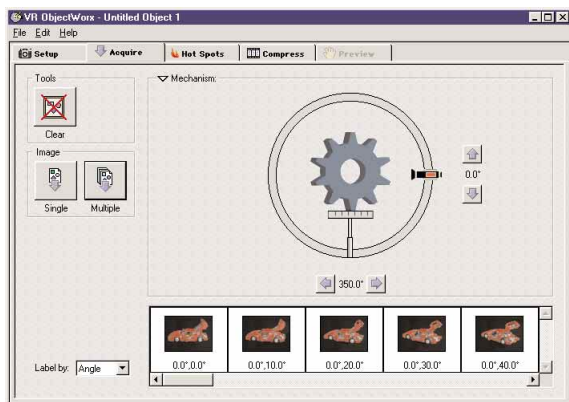 VR ObjectWorx - Untitled Object 1
File Edit Help
Setup Acquire Hot Spots Compress Preview
Tools
Clear
Image
Single Multiple
Mechanism:
0.0°
350.0°
0.0°,0.0° 0.0°,10.0° 0.0°,20.0° 0.0°,30.0° 0.0°,40.0°
Label by: Angle